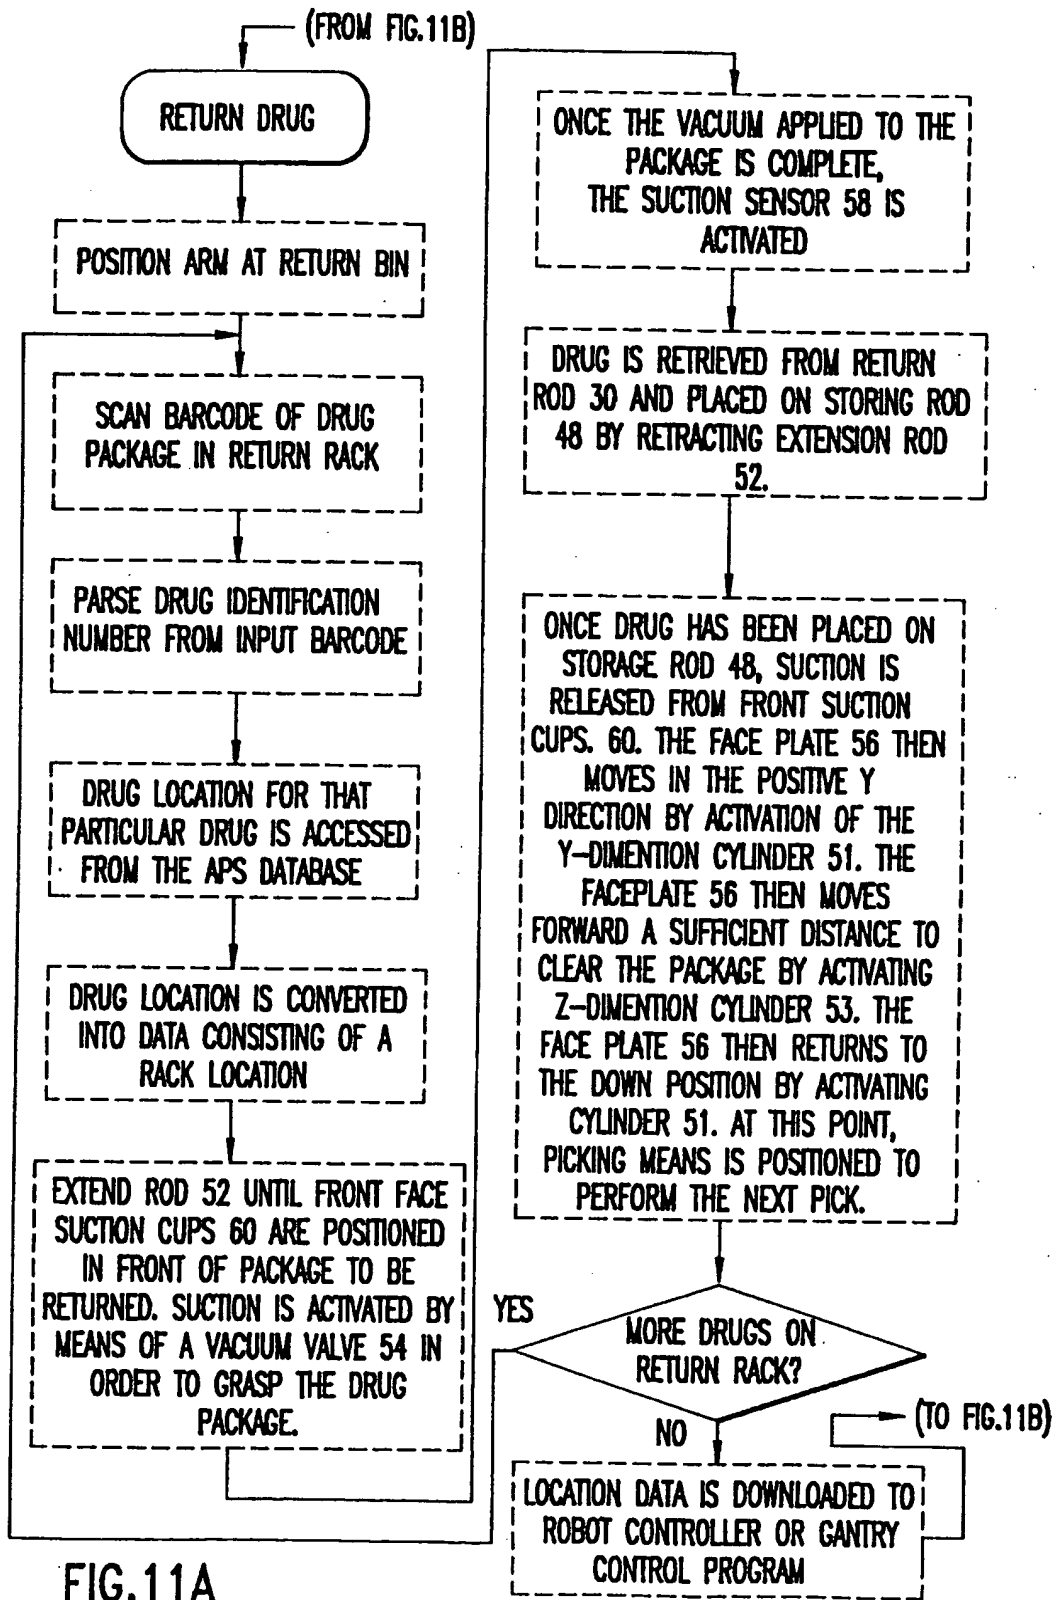 (FROM FIG.11B)
RETURN DRUG
POSITION ARM AT RETURN BIN
SCAN BARCODE OF DRUG
PACKAGE IN RETURN RACK
PARSE DRUG IDENTIFICATION
NUMBER FROM INPUT BARCODE
DRUG LOCATION FOR THAT
PARTICULAR DRUG IS ACCESSED
FROM THE APS DATABASE
DRUG LOCATION IS CONVERTED
INTO DATA CONSISTING OF A
RACK LOCATION
EXTEND ROD 52 UNTIL FRONT FACE
SUCTION CUPS 60 ARE POSITIONED
IN FRONT OF PACKAGE TO BE
RETURNED. SUCTION IS ACTIVATED BY
MEANS OF A VACUUM VALVE 54 IN
ORDER TO GRASP THE DRUG
PACKAGE.
ONCE THE VACUUM APPLIED TO THE
PACKAGE IS COMPLETE,
THE SUCTION SENSOR 58 IS
ACTIVATED
DRUG IS RETRIEVED FROM RETURN
ROD 30 AND PLACED ON STORING ROD
48 BY RETRACTING EXTENSION ROD
52.
ONCE DRUG HAS BEEN PLACED ON
STORAGE ROD 48, SUCTION IS
RELEASED FROM FRONT SUCTION
CUPS. 60. THE FACE PLATE 56 THEN
MOVES IN THE POSITIVE Y
DIRECTION BY ACTIVATION OF THE
Y-DIMENTION CYLINDER 51. THE
FACEPLATE 56 THEN MOVES
FORWARD A SUFFICIENT DISTANCE TO
CLEAR THE PACKAGE BY ACTIVATING
Z-DIMENTION CYLINDER 53. THE
FACE PLATE 56 THEN RETURNS TO
THE DOWN POSITION BY ACTIVATING
CYLINDER 51. AT THIS POINT,
PICKING MEANS IS POSITIONED TO
PERFORM THE NEXT PICK.
YES
MORE DRUGS ON
RETURN RACK?
NO
(TO FIG.11B)
LOCATION DATA IS DOWNLOADED TO
ROBOT CONTROLLER OR GANTRY
CONTROL PROGRAM
FIG.11A